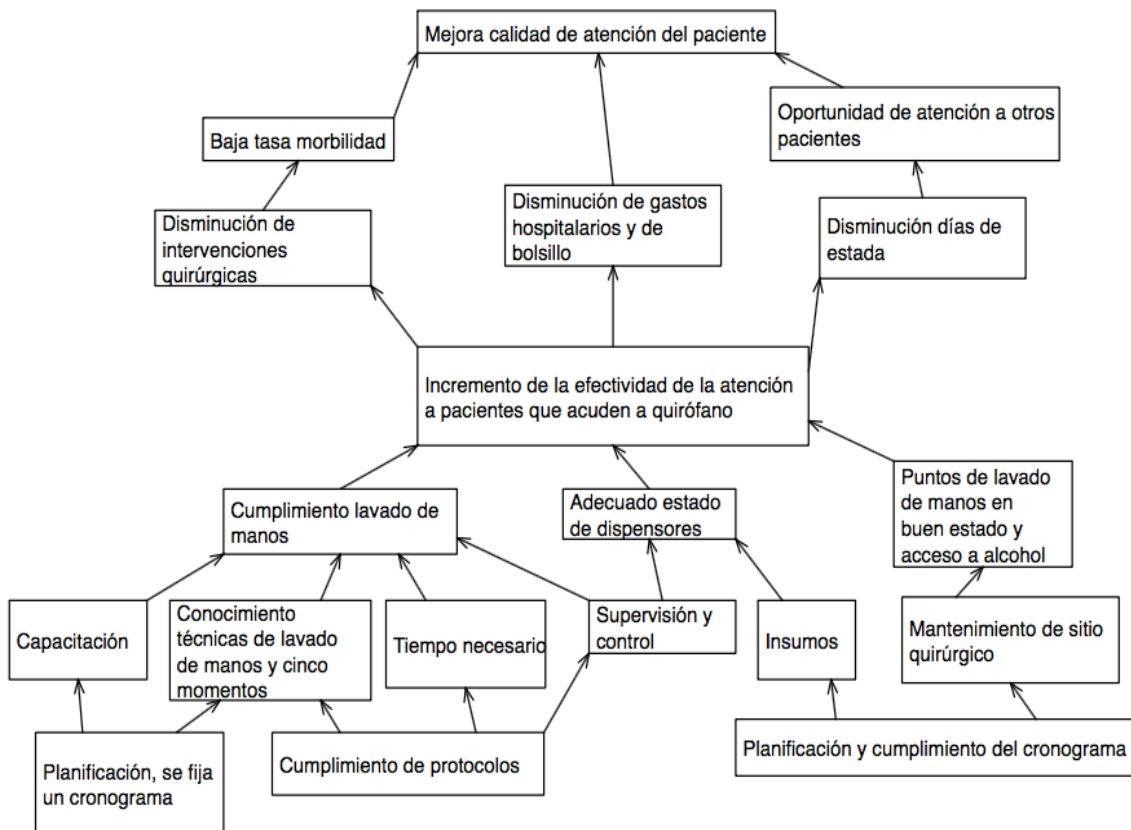 Mejora calidad de atención del paciente
Oportunidad de atención a otros
pacientes
Baja tasa morbilidad
Disminución de
intervenciones
quirúrgicas
Disminución de gastos
hospitalarios y de
bolsillo
Disminución días de
estada
Incremento de la efectividad de la atención
a pacientes que acuden a quirófano
Cumplimiento lavado de
manos
Adecuado estado
de dispensores
Puntos de lavado
de manos en
buen estado y
acceso a alcohol
Capacitación
Conocimiento
técnicas de lavado
de manos y cinco
momentos
Tiempo necesario
Supervisión y
control
Insumos
Mantenimiento de sitio
quirúrgico
Planificación, se fija
un cronograma
Cumplimiento de protocolos
Planificación y cumplimiento del cronograma